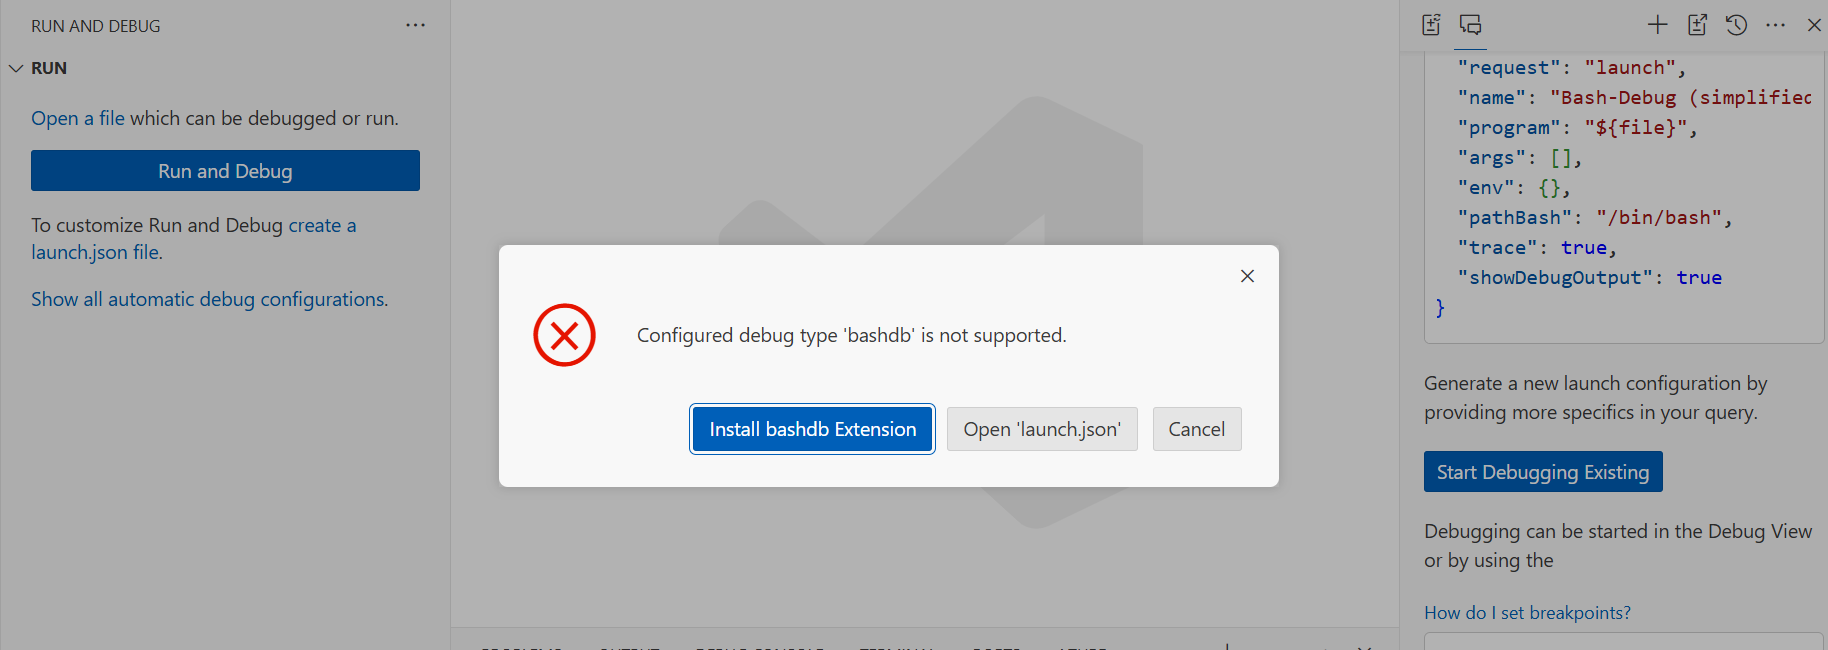 RUN AND DEBUG
RUN
Open a file which can be debugged or run.
Run and Debug
To customize Run and Debug create a
launch.json file.
Show all automatic debug configurations.
Configured debug type 'bashdb' is not supported.
Install bashdb Extension
Open 'launch.json'
Cancel
"request": "launch",
"name": "Bash-Debug (simplified
"program": "${file}",
"args": [],
"env": {},
"pathBash": "/bin/bash",
"trace": true,
"showDebugOutput": true
}
Generate a new launch configuration by
providing more specifics in your query.
Start Debugging Existing
Debugging can be started in the Debug View
or by using the
How do I set breakpoints?